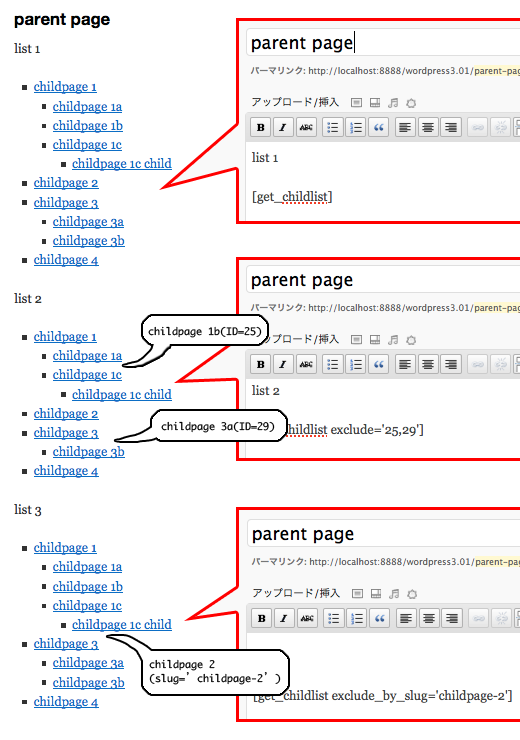 parent page
list 1
childpage 1
childpage 1a
childpage 1b
childpage 1c
childpage 1c child
childpage 2
childpage 3
childpage 3a
childpage 3b
childpage 4
parent page
パーマリンク: http://localhost:8888/wordpress3.01/parent-pag
アップロード/挿入
B I ABC
list 1
[get_childlist]
list 2
childpage 1
childpage 1a
childpage 1c
childpage 1c child
childpage 2
childpage 3
childpage 3b
childpage 4
childpage 1b(ID=25)
childpage 3a(ID=29)
parent page
パーマリンク: http://localhost:8888/wordpress3.01/parent-pag
アップロード/挿入
B I ABC
list 2
hildlist exclude='25,29']
list 3
childpage 1
childpage 1a
childpage 1b
childpage 1c
childpage 1c child
childpage 3
childpage 3a
childpage 3b
childpage 4
childpage 2
(slug=’childpage-2’)
parent page
パーマリンク: http://localhost:8888/wordpress3.01/parent-pag
アップロード/挿入
B I ABC
[get_childlist exclude_by_slug='childpage-2']